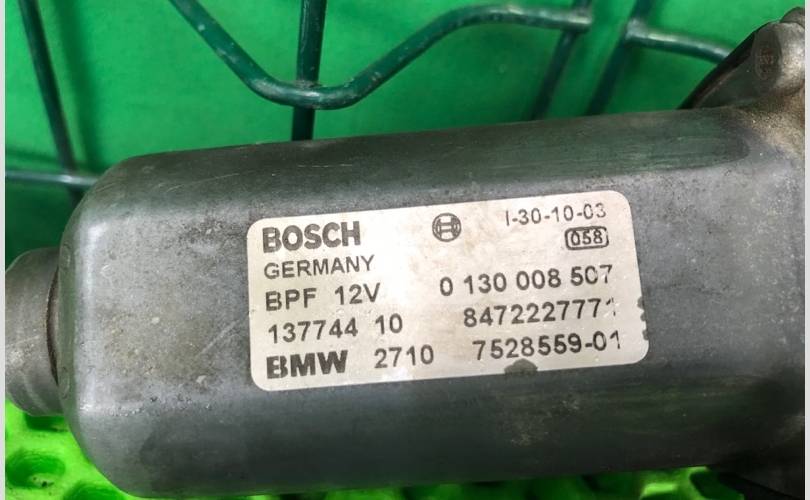 BOSCH I-30-10-03
GERMANY 058
BPF 12V 0 130 008 507
137744 10 8472227771
BMW 2710 7528559-01